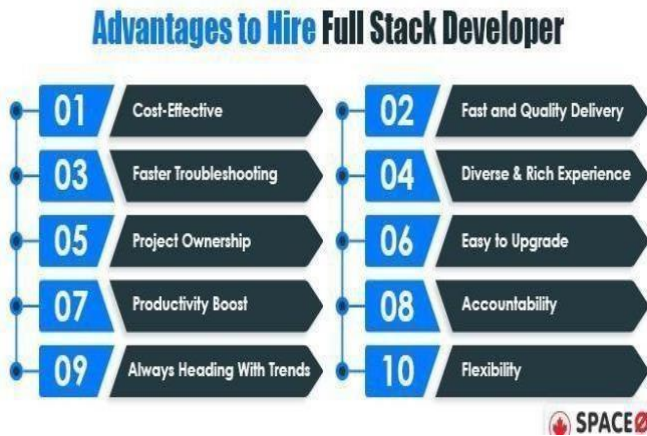 Advantages to Hire Full Stack Developer
01 Cost-Effective
02 Fast and Quality Delivery
03 Faster Troubleshooting
04 Diverse & Rich Experience
05 Project Ownership
06 Easy to Upgrade
07 Productivity Boost
08 Accountability
09 Always Heading With Trends
10 Flexibility
SPACEØ